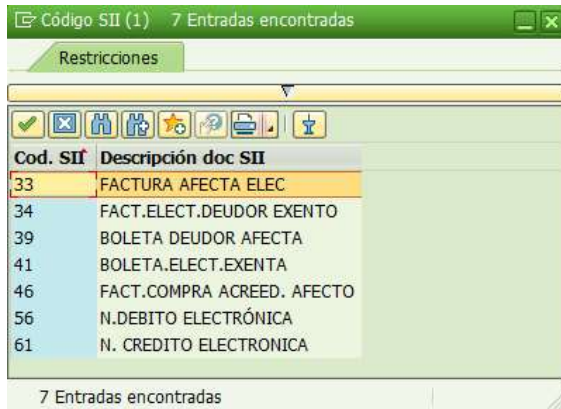 Código SII (1) 7 Entradas encontradas
Restricciones
Cod. SII Descripción doc SII
33 FACTURA AFECTA ELEC
34 FACT.ELECT.DEUDOR EXENTO
39 BOLETA DEUDOR AFECTA
41 BOLETA.ELECT.EXENTA
46 FACT.COMPRA ACREED. AFECTO
56 N.DEBITO ELECTRÓNICA
61 N. CREDITO ELECTRONICA
7 Entradas encontradas